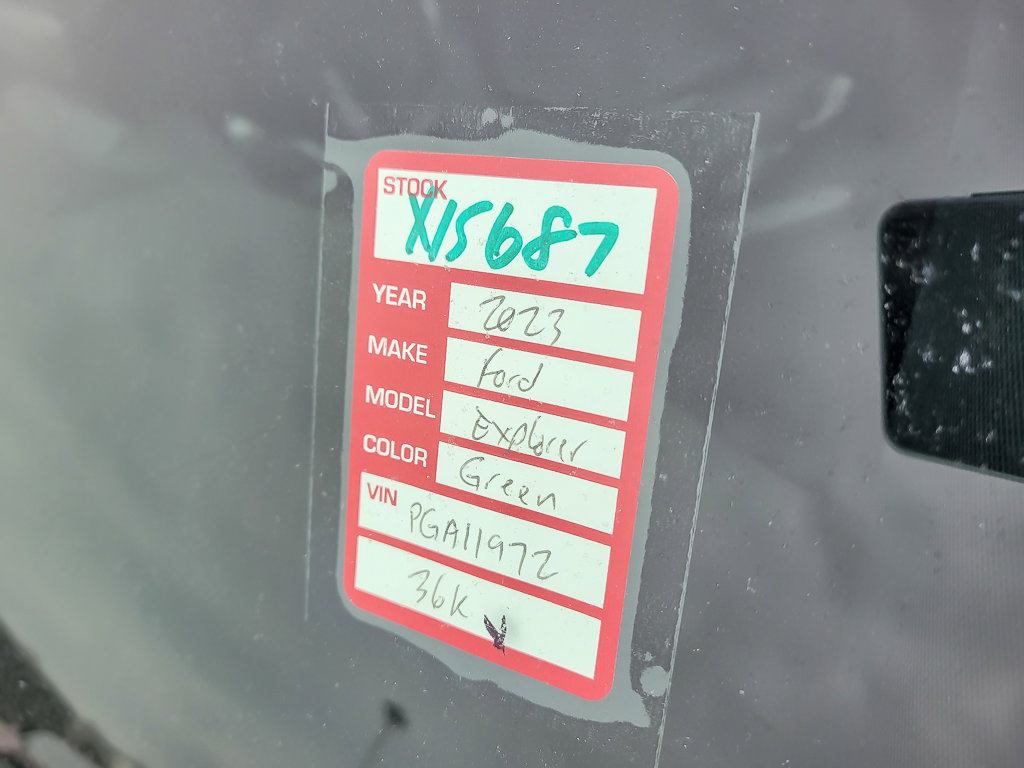 STOCK
X15687
YEAR 2023
MAKE Ford
MODEL Explorer
COLOR Green
VIN PGA11972
36K